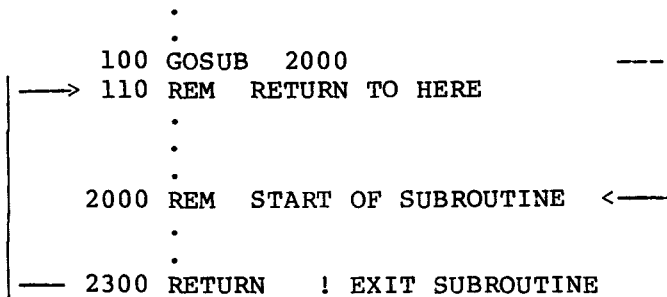 .
.
100 GOSUB 2000 ---
——> 110 REM RETURN TO HERE
.
.
.
2000 REM START OF SUBROUTINE <——
.
.
—— 2300 RETURN ! EXIT SUBROUTINE